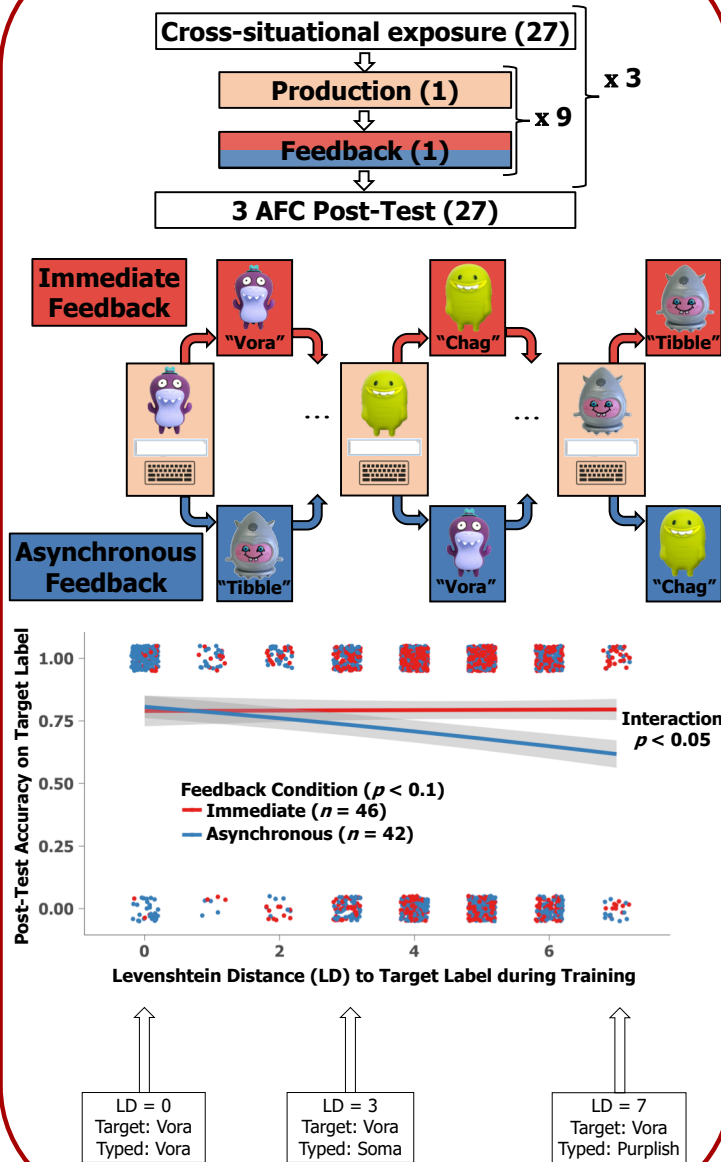 Cross-situational exposure (27)
Production (1)
x 9
x 3
Feedback (1)
3 AFC Post-Test (27)
Immediate
Feedback
"Vora"
"Chag"
"Tibble"
...
...
Asynchronous
Feedback
"Tibble"
"Vora"
"Chag"
Post-Test Accuracy on Target Label
1.00
0.75
0.50
0.25
0.00
Interaction
p < 0.05
Feedback Condition (p < 0.1)
Immediate (n = 46)
Asynchronous (n = 42)
0
2
4
6
Levenshtein Distance (LD) to Target Label during Training
LD = 0
Target: Vora
Typed: Vora
LD = 3
Target: Vora
Typed: Soma
LD = 7
Target: Vora
Typed: Purplish